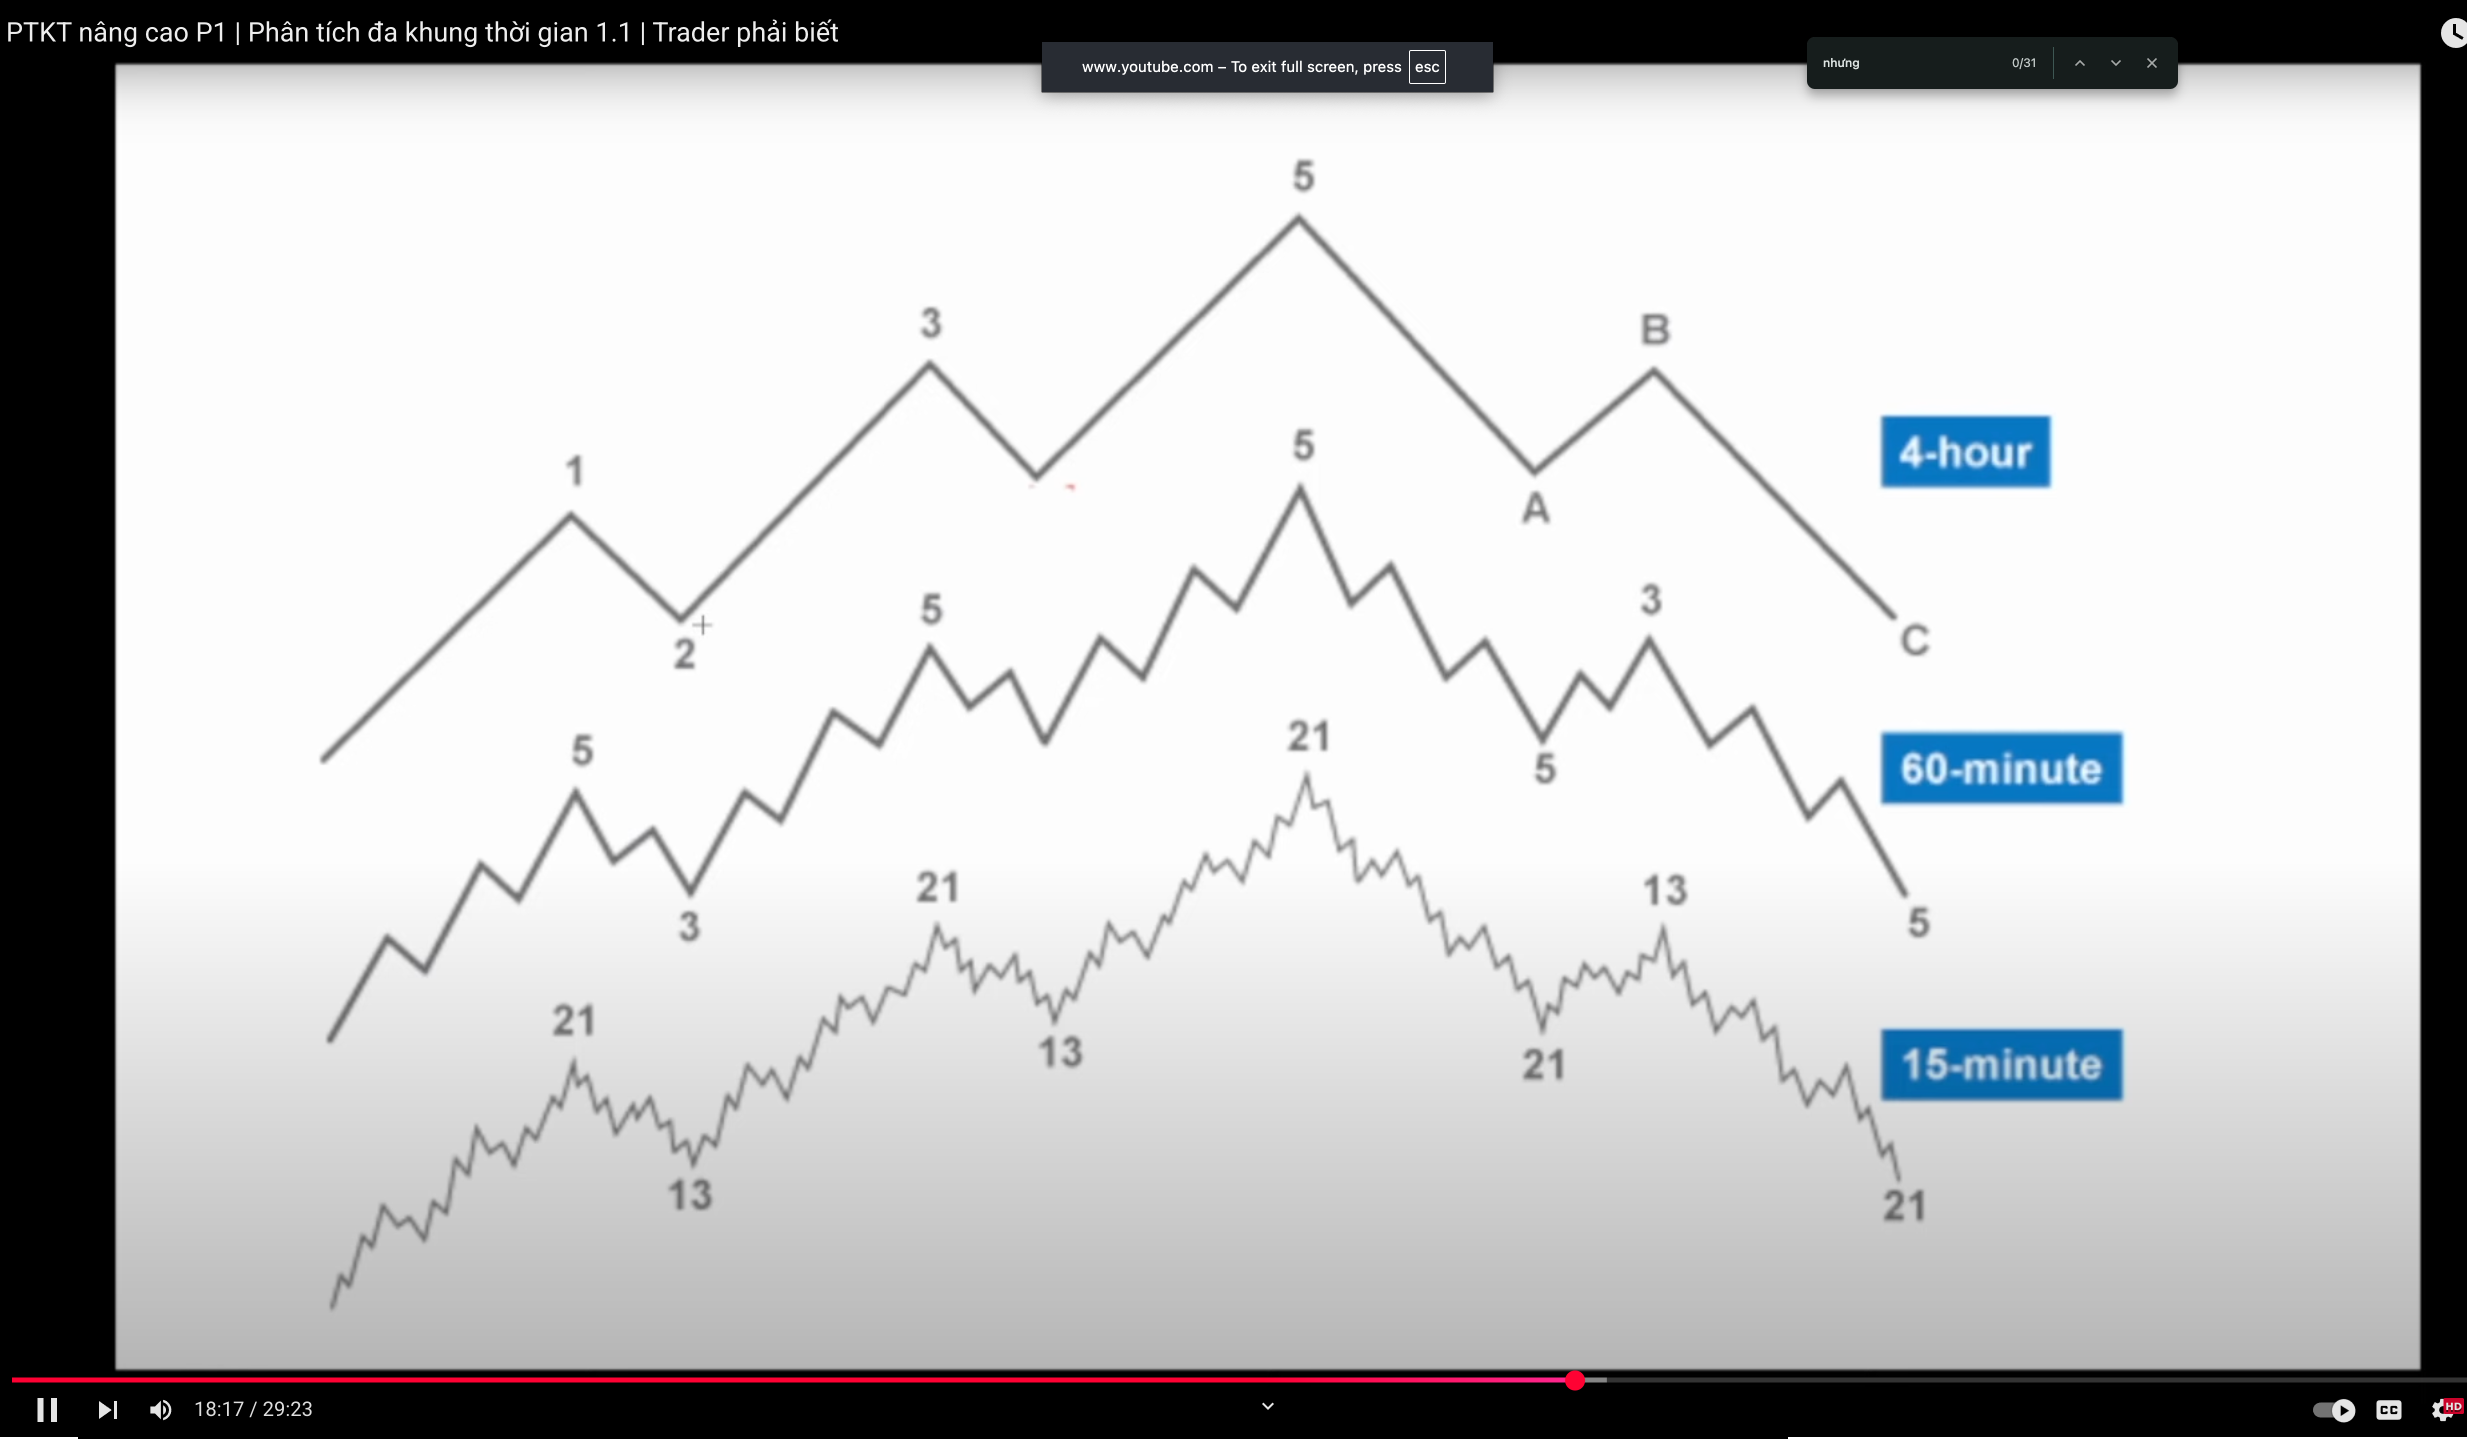 PTKT nâng cao P1 | Phân tích đa khung thời gian 1.1 | Trader phải biết
www.youtube.com – To exit full screen, press esc
nhưng 0/31
5
3
B
1
4-hour
5
A
2
5
3
C
5
21
60-minute
5
3
21
13
5
21
13
21
15-minute
13
21
18:17 / 29:23
CC
HD